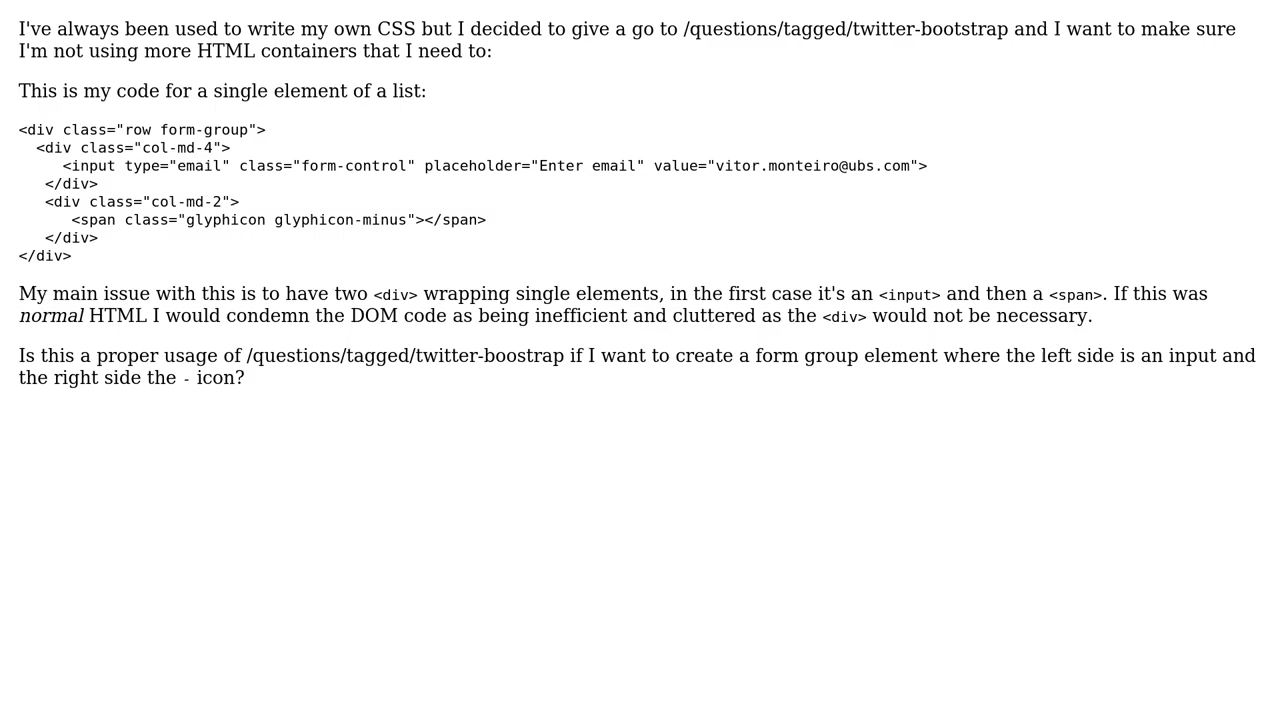 I've always been used to write my own CSS but I decided to give a go to /questions/tagged/twitter-bootstrap and I want to make sure
I'm not using more HTML containers that I need to:
This is my code for a single element of a list:
<div class="row form-group">
  <div class="col-md-4">
     <input type="email" class="form-control" placeholder="Enter email" value="vitor.monteiro@ubs.com">
   </div>
   <div class="col-md-2">
      <span class="glyphicon glyphicon-minus"></span>
   </div>
</div>
My main issue with this is to have two <div> wrapping single elements, in the first case it's an <input> and then a <span>. If this was
normal HTML I would condemn the DOM code as being inefficient and cluttered as the <div> would not be necessary.
Is this a proper usage of /questions/tagged/twitter-boostrap if I want to create a form group element where the left side is an input and
the right side the - icon?